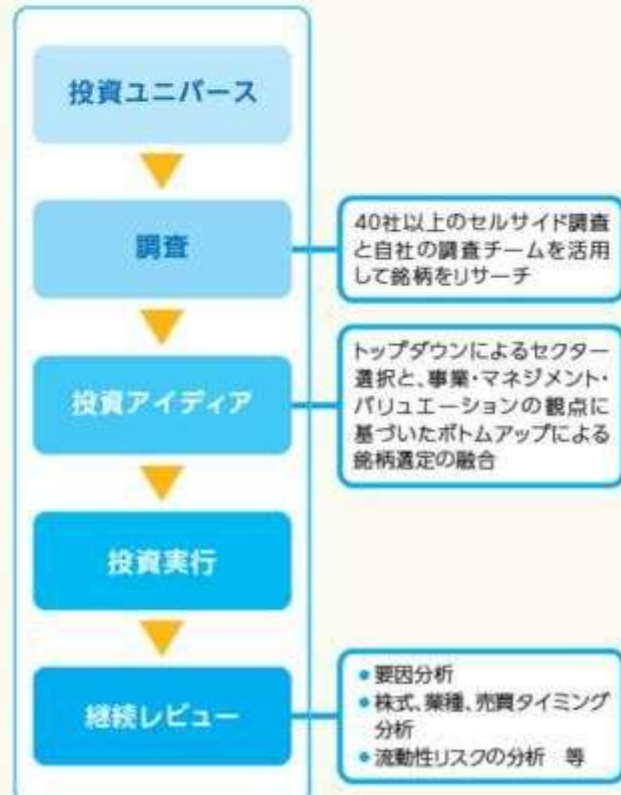 投資ユニバース
調査
40社以上のセルサイド調査
と自社の調査チームを活用
して銘柄をリサーチ
投資アイディア
トップダウンによるセクター
選択と、事業・マネジメント・
バリュエーションの観点に
基づいたボトムアップによる
銘柄選定の融合
投資実行
継続レビュー
●要因分析
●株式、業種、売買タイミング
分析
●流動性リスクの分析 等